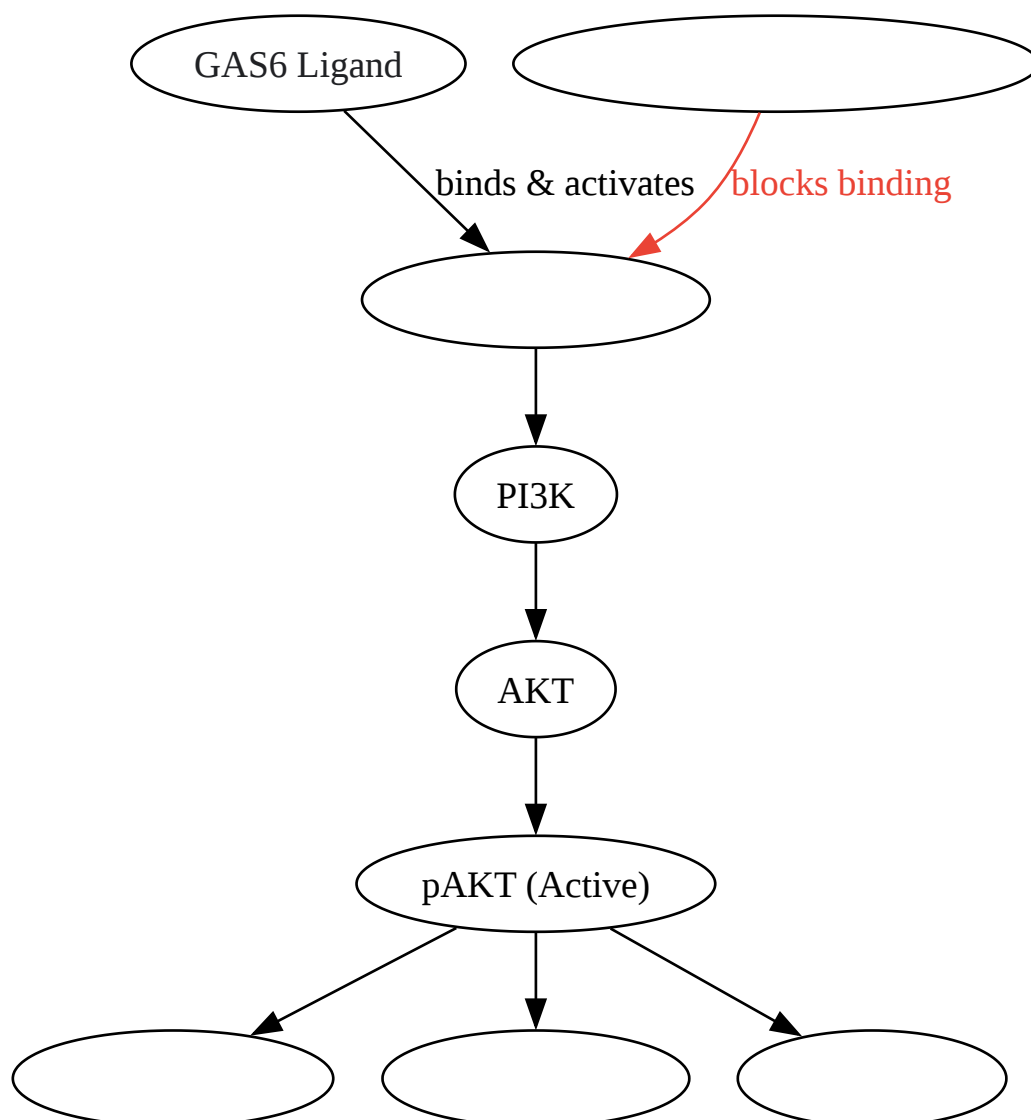 GAS6 Ligand
binds & activates
blocks binding
PI3K
AKT
pAKT (Active)